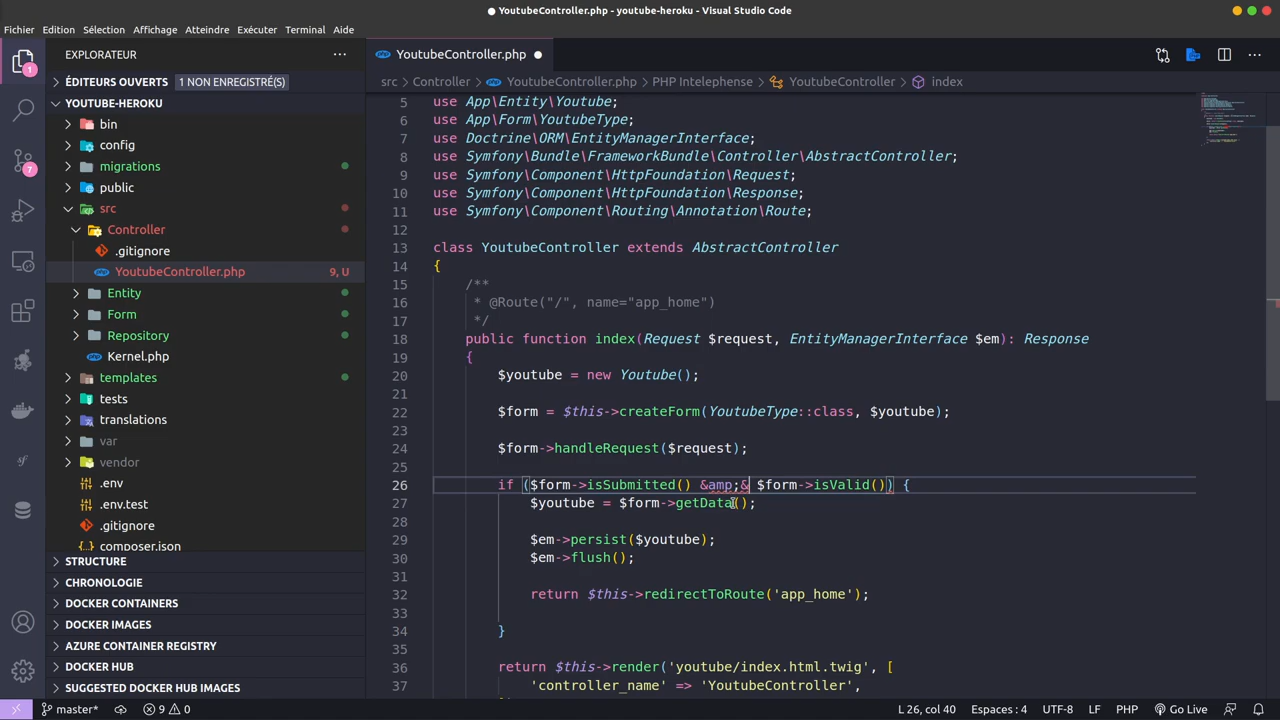 ● YoutubeController.php - youtube-heroku - Visual Studio Code
Fichier Edition Sélection Affichage Atteindre Exécuter Terminal Aide
EXPLORATEUR ···
YoutubeController.php ●
1
ÉDITEURS OUVERTS 1 NON ENREGISTRÉ(S)
src > Controller > YoutubeController.php > PHP Intelephense > YoutubeController > index
YOUTUBE-HEROKU
bin
config
migrations
public
src
Controller
.gitignore
YoutubeController.php 9, U
Entity
Form
Repository
Kernel.php
templates
tests
translations
var
vendor
.env
.env.test
.gitignore
composer.json
STRUCTURE
CHRONOLOGIE
DOCKER CONTAINERS
DOCKER IMAGES
AZURE CONTAINER REGISTRY
DOCKER HUB
SUGGESTED DOCKER HUB IMAGES
7
5 use App\Entity\Youtube;
6 use App\Form\YoutubeType;
7 use Doctrine\ORM\EntityManagerInterface;
8 use Symfony\Bundle\FrameworkBundle\Controller\AbstractController;
9 use Symfony\Component\HttpFoundation\Request;
10 use Symfony\Component\HttpFoundation\Response;
11 use Symfony\Component\Routing\Annotation\Route;
12
13 class YoutubeController extends AbstractController
14 {
15 /**
16 * @Route("/", name="app_home")
17 */
18 public function index(Request $request, EntityManagerInterface $em): Response
19 {
20 $youtube = new Youtube();
21
22 $form = $this->createForm(YoutubeType::class, $youtube);
23
24 $form->handleRequest($request);
25
26 if ($form->isSubmitted() &amp;& $form->isValid()) {
27 $youtube = $form->getData();
28
29 $em->persist($youtube);
30 $em->flush();
31
32 return $this->redirectToRoute('app_home');
33
34 }
35
36 return $this->render('youtube/index.html.twig', [
37 'controller_name' => 'YoutubeController',
master* 9 0 L 26, col 40 Espaces : 4 UTF-8 LF PHP Go Live